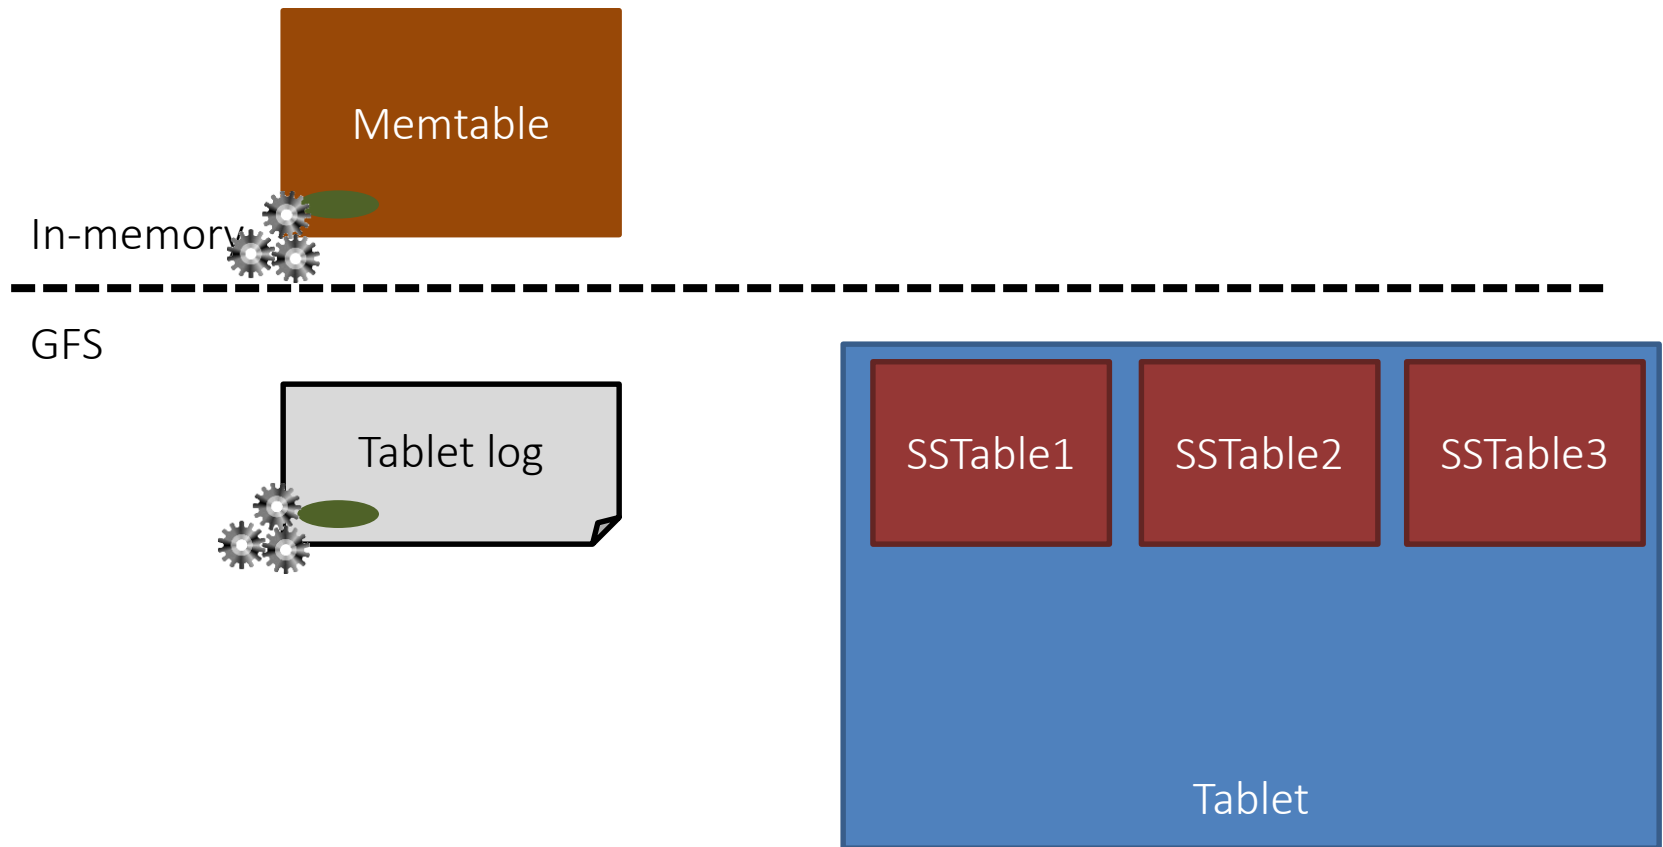 Memtable
In-memory
GFS
Tablet log
SSTable1
SSTable2
SSTable3
Tablet